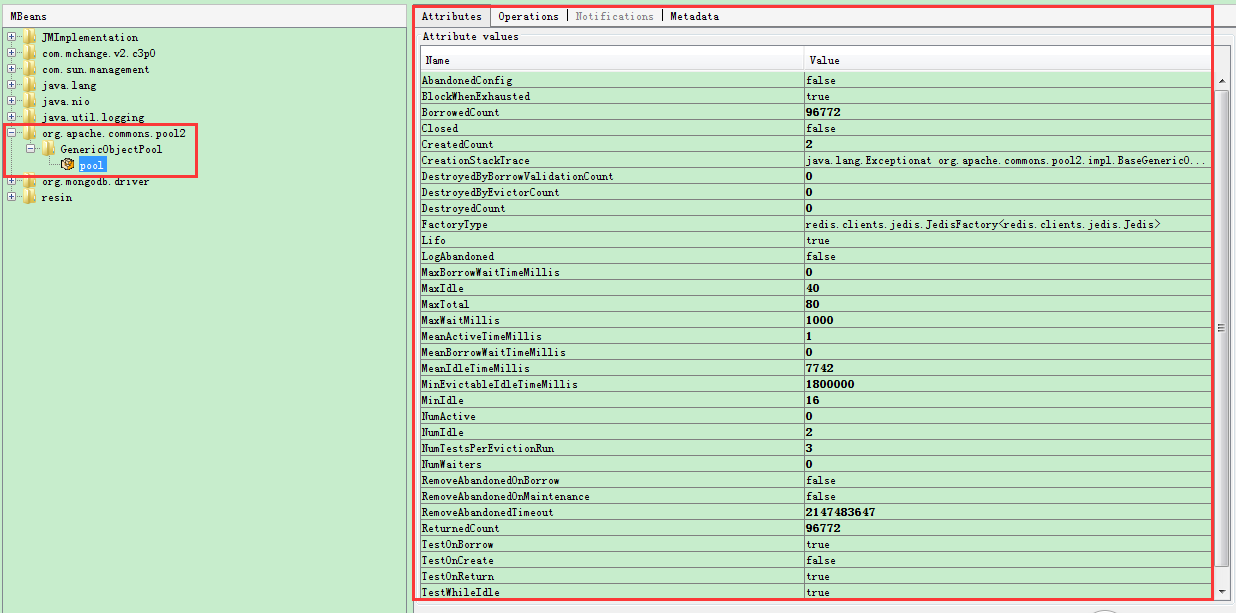 MBeans
JMImplementation
com.mchange.v2.c3p0
com.sun.management
java.lang
java.nio
java.util.logging
org.apache.commons.pool2
GenericObjectPool
pool
org.mongodb.driver
resin
Attributes Operations Notifications Metadata
Attribute values
Name Value
AbandonedConfig false
BlockWhenExhausted true
BorrowedCount 96772
Closed false
CreatedCount 2
CreationStackTrace java.lang.Exceptionat org.apache.commons.pool2.impl.BaseGenericO...
DestroyedByBorrowValidationCount 0
DestroyedByEvictorCount 0
DestroyedCount 0
FactoryType redis.clients.jedis.JedisFactory<redis.clients.jedis.Jedis>
Lifo true
LogAbandoned false
MaxBorrowWaitTimeMillis 0
MaxIdle 40
MaxTotal 80
MaxWaitMillis 1000
MeanActiveTimeMillis 1
MeanBorrowWaitTimeMillis 0
MeanIdleTimeMillis 7742
MinEvictableIdleTimeMillis 1800000
MinIdle 16
NumActive 0
NumIdle 2
NumTestsPerEvictionRun 3
NumWaiters 0
RemoveAbandonedOnBorrow false
RemoveAbandonedOnMaintenance false
RemoveAbandonedTimeout 2147483647
ReturnedCount 96772
TestOnBorrow true
TestOnCreate false
TestOnReturn true
TestWhileIdle true